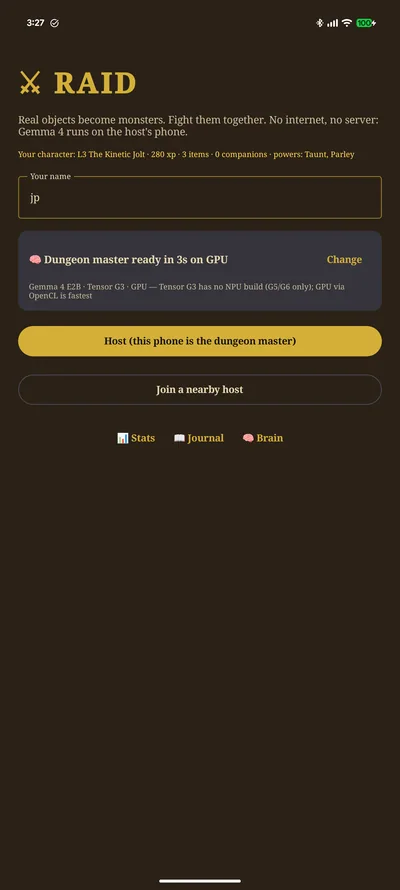 3:27
100
RAID
Real objects become monsters. Fight them together. No internet, no server:
Gemma 4 runs on the host's phone.
Your character: L3 The Kinetic Jolt · 280 xp · 3 items · 0 companions · powers: Taunt, Parley
Your name
jp
Dungeon master ready in 3s on GPU
Change
Gemma 4 E2B · Tensor G3 · GPU — Tensor G3 has no NPU build (G5/G6 only); GPU via
OpenCL is fastest
Host (this phone is the dungeon master)
Join a nearby host
Stats Journal Brain